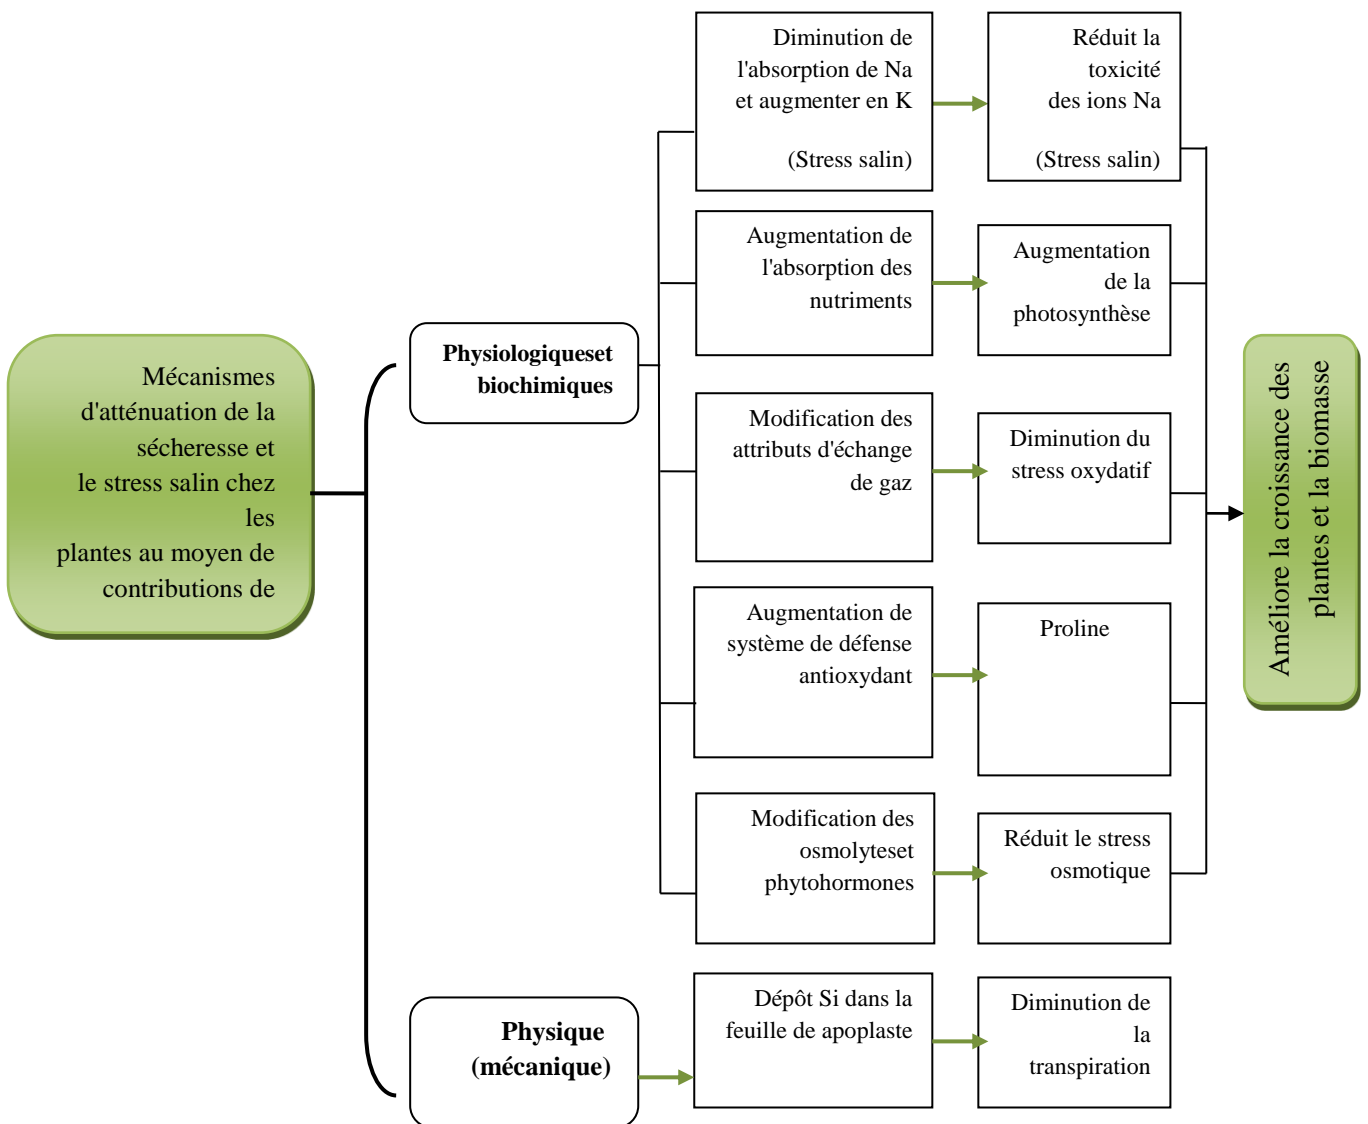 Mécanismes
d'atténuation de la
sécheresse et
le stress salin chez
les
plantes au moyen de
contributions de
Physiologiqueset
biochimiques
Diminution de
l'absorption de Na
et augmenter en K
(Stress salin)
Réduit la
toxicité
des ions Na
(Stress salin)
Augmentation de
l'absorption des
nutriments
Augmentation
de la
photosynthèse
Modification des
attributs d'échange
de gaz
Diminution du
stress oxydatif
Augmentation de
système de défense
antioxydant
Proline
Modification des
osmolyteset
phytohormones
Réduit le stress
osmotique
Physique
(mécanique)
Dépôt Si dans la
feuille de apoplaste
Diminution de
la
transpiration
Améliore la croissance des
plantes et la biomasse